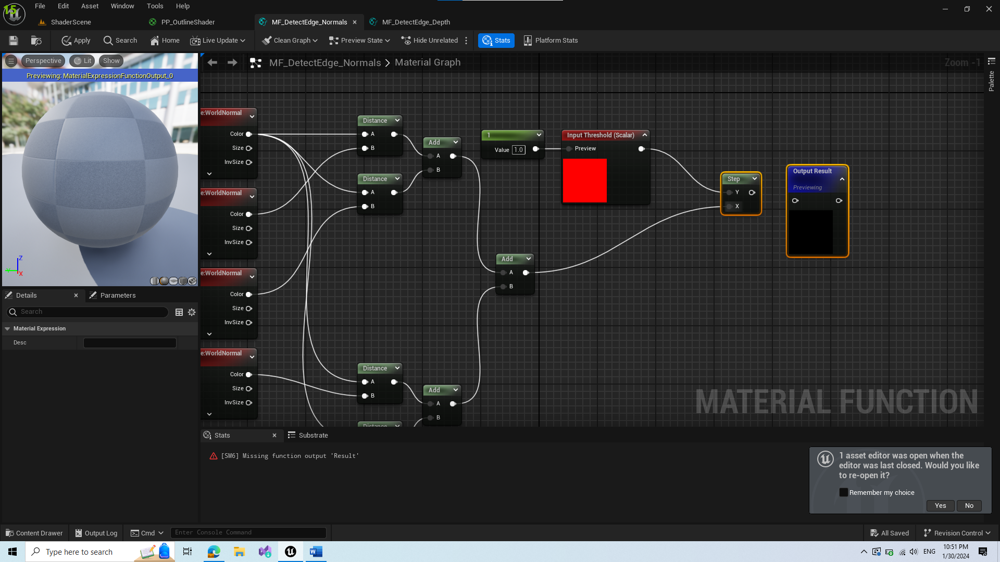 File
Edit
Asset
Window
Tools
Help
ShaderScene
PP_OutlineShader
MF_DetectEdge_Normals
MF_DetectEdge_Depth
Apply
Search
Home
Live Update
Clean Graph
Preview State
Hide Unrelated
Stats
Platform Stats
Perspective
Lit
Show
Previewing: MaterialExpressionFunctionOutput_0
MF_DetectEdge_Normals
Material Graph
Zoom -1
Palette
e:WorldNormal
Color
Size
InvSize
e:WorldNormal
Color
Size
InvSize
e:WorldNormal
Color
Size
InvSize
e:WorldNormal
Color
Size
InvSize
Distance
A
B
Distance
A
B
Add
A
B
1
Value 1.0
Input Threshold (Scalar)
Preview
Step
Y
X
Output Result
Previewing
Add
A
B
Distance
A
B
Add
A
B
Distance
MATERIAL FUNCTION
Z
Y
X
Details
Parameters
Search
Material Expression
Desc
Stats
Substrate
[SM6] Missing function output 'Result'
1 asset editor was open when the
editor was last closed. Would you like
to re-open it?
Remember my choice
Yes
No
Content Drawer
Output Log
Cmd
Enter Console Command
All Saved
Revision Control
Type here to search
ENG
10:51 PM
1/30/2024